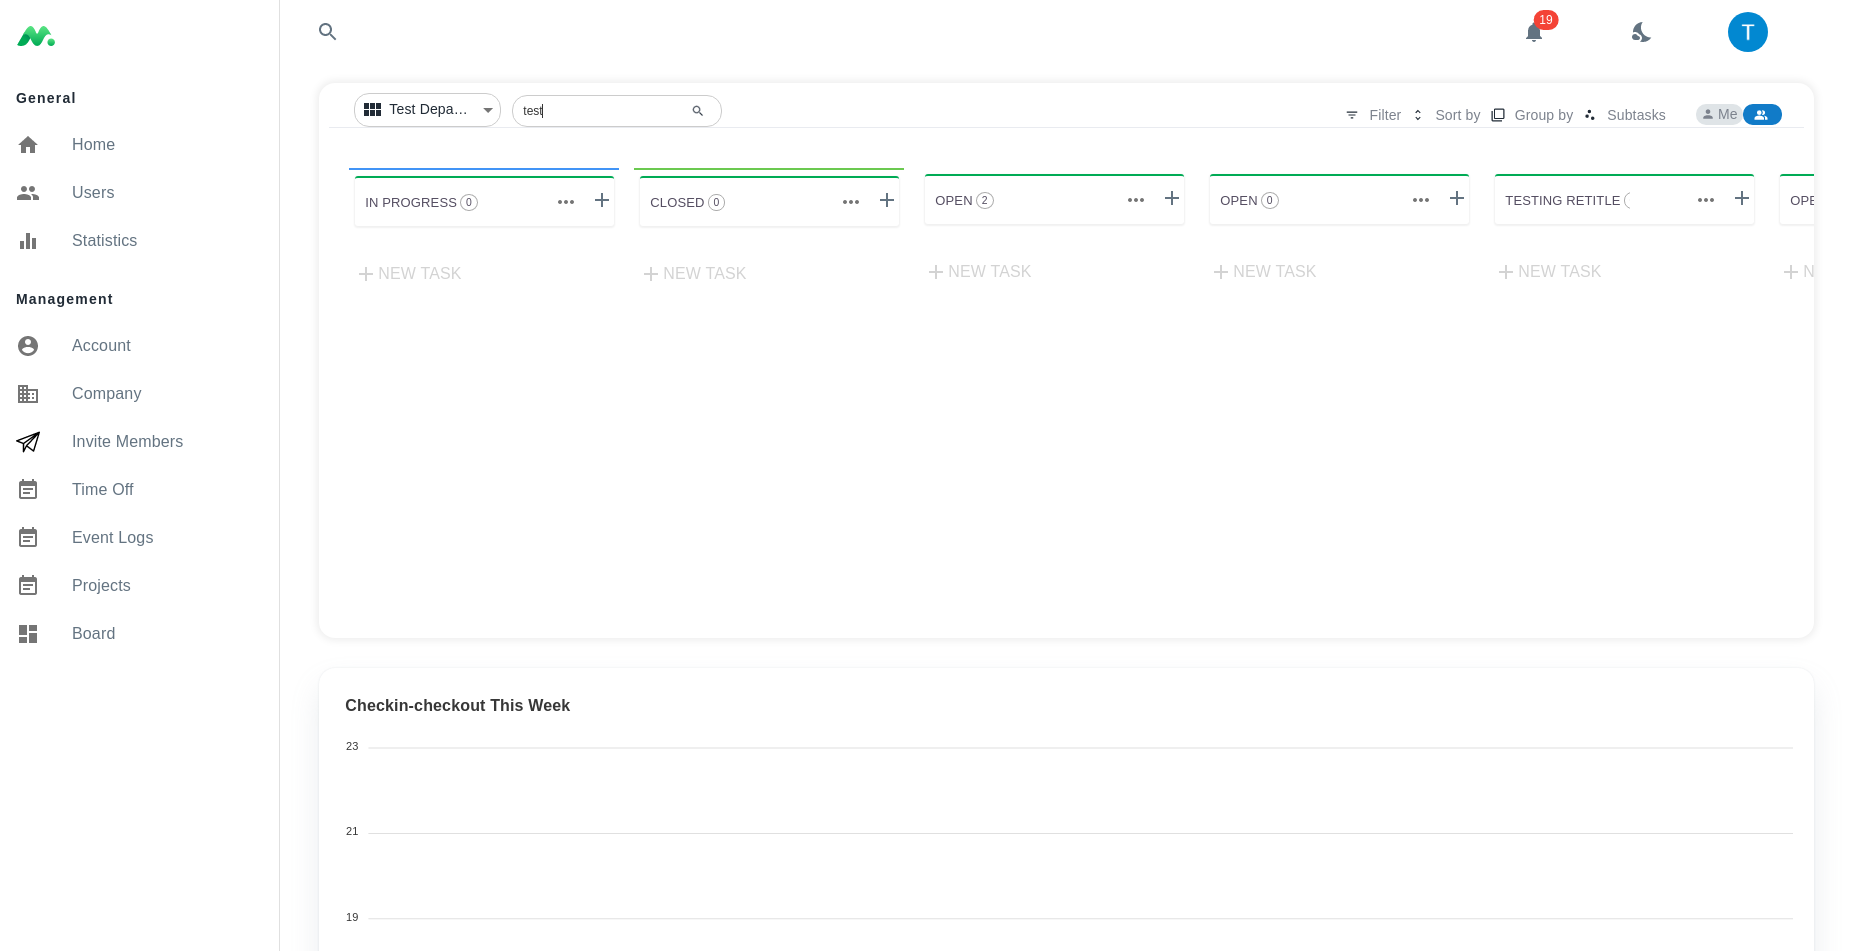 19
T
General
Home
Users
Statistics
Management
Account
Company
Invite Members
Time Off
Event Logs
Projects
Board
Test Depa...
test
Filter
Sort by
Group by
Subtasks
Me
IN PROGRESS 0
CLOSED 0
OPEN 2
OPEN 0
TESTING RETITLE
OPE
NEW TASK
NEW TASK
NEW TASK
NEW TASK
NEW TASK
N
Checkin-checkout This Week
23
21
19